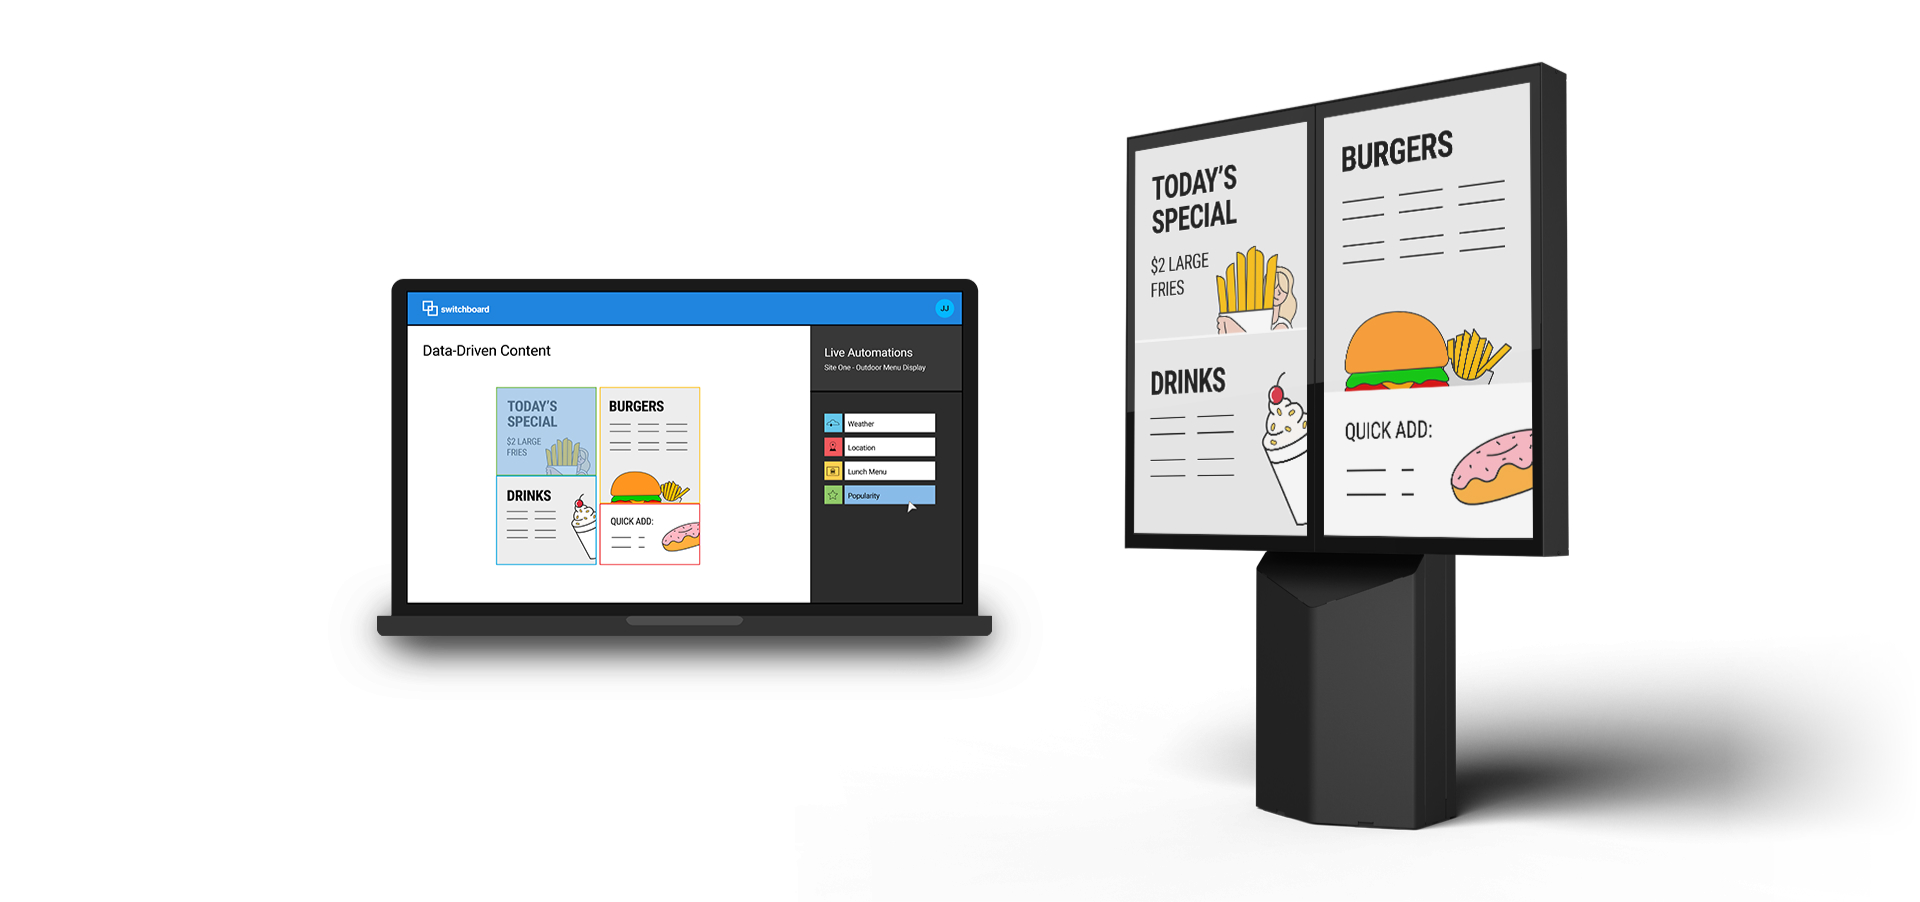 switchboard
JJ
Data-Driven Content
TODAY'S
SPECIAL
$2 LARGE
FRIES
DRINKS
BURGERS
QUICK ADD:
Live Automations
Site One - Outdoor Menu Display
Weather
Location
Lunch Menu
Popularity
TODAY'S
SPECIAL
$2 LARGE
FRIES
DRINKS
BURGERS
QUICK ADD: